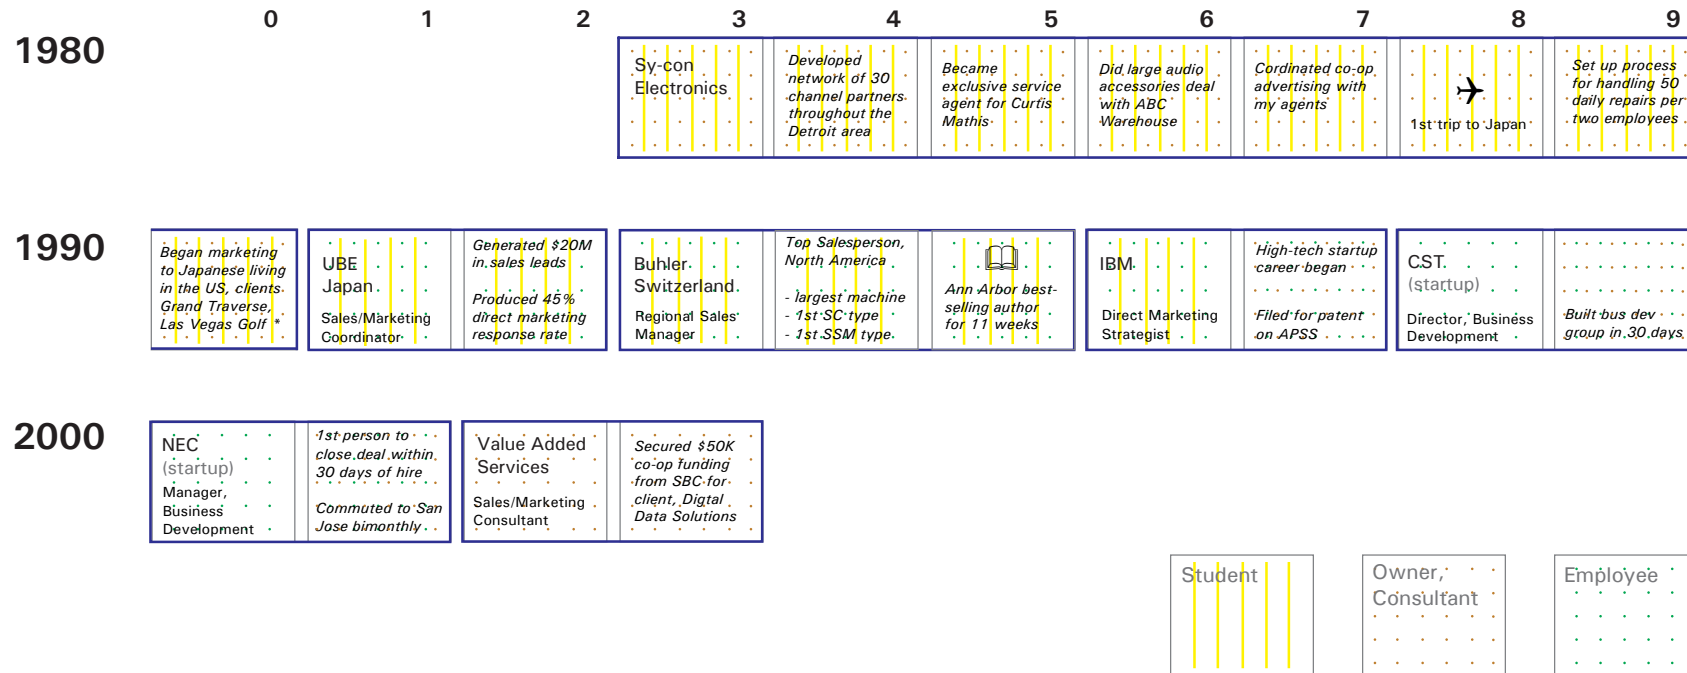 0 1 2 3 4 5 6 7 8 9
1980
Sy-con
Electronics
Developed
network of 30
channel partners
throughout the
Detroit area
Became
exclusive service
agent for Curtis
Mathis
Did large audio
accessories deal
with ABC
Warehouse
Cordinated co-op
advertising with
my agents
1st trip to Japan
Set up process
for handling 50
daily repairs per
two employees
1990
Began marketing
to Japanese living
in the US, clients
Grand Traverse,
Las Vegas Golf *
UBE
Japan
Sales/Marketing
Coordinator
Generated $20M
in sales leads
Produced 45%
direct marketing
response rate
Buhler
Switzerland
Regional Sales
Manager
Top Salesperson,
North America
- largest machine
- 1st SC type
- 1st SSM type
Ann Arbor best-
selling author
for 11 weeks
IBM
Direct Marketing
Strategist
High-tech startup
career began
Filed for patent
on APSS
CST
(startup)
Director, Business
Development
Built bus dev
group in 30 days
2000
NEC
(startup)
Manager,
Business
Development
1st person to
close deal within
30 days of hire
Commuted to San
Jose bimonthly
Value Added
Services
Sales/Marketing
Consultant
Secured $50K
co-op funding
from SBC for
client, Digtal
Data Solutions
Student
Owner,
Consultant
Employee